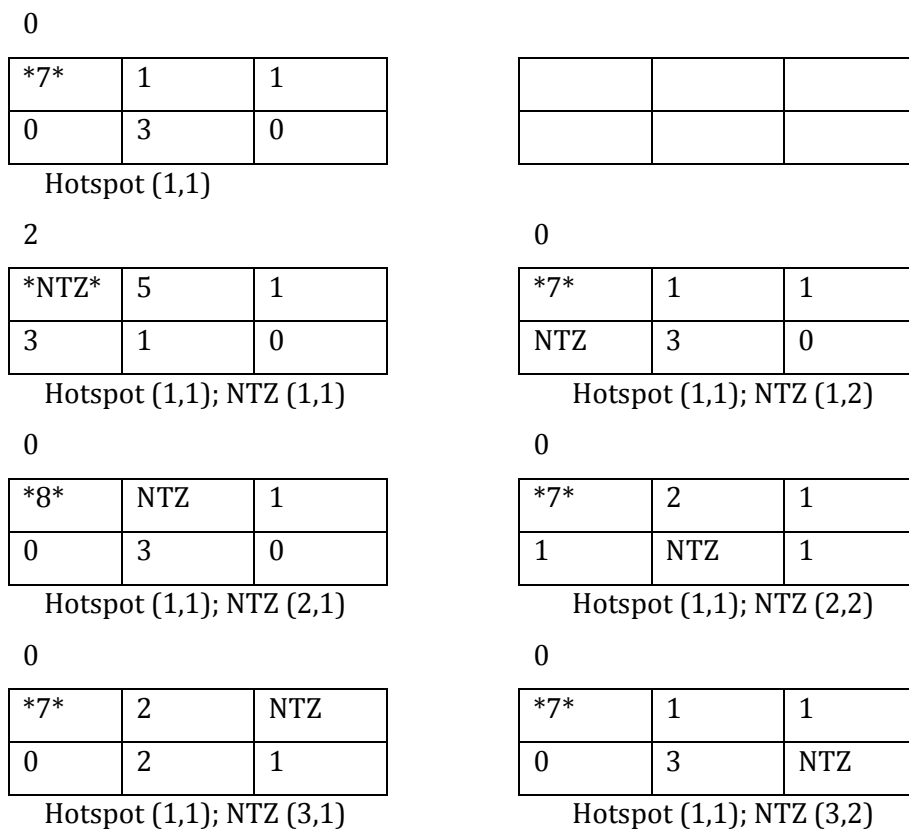 0
*7* 1 1
0 3 0
Hotspot (1,1)
2 0
*NTZ* 5 1 *7* 1 1
3 1 0 NTZ 3 0
Hotspot (1,1); NTZ (1,1) Hotspot (1,1); NTZ (1,2)
0 0
*8* NTZ 1 *7* 2 1
0 3 0 1 NTZ 1
Hotspot (1,1); NTZ (2,1) Hotspot (1,1); NTZ (2,2)
0 0
*7* 2 NTZ *7* 1 1
0 2 1 0 3 NTZ
Hotspot (1,1); NTZ (3,1) Hotspot (1,1); NTZ (3,2)